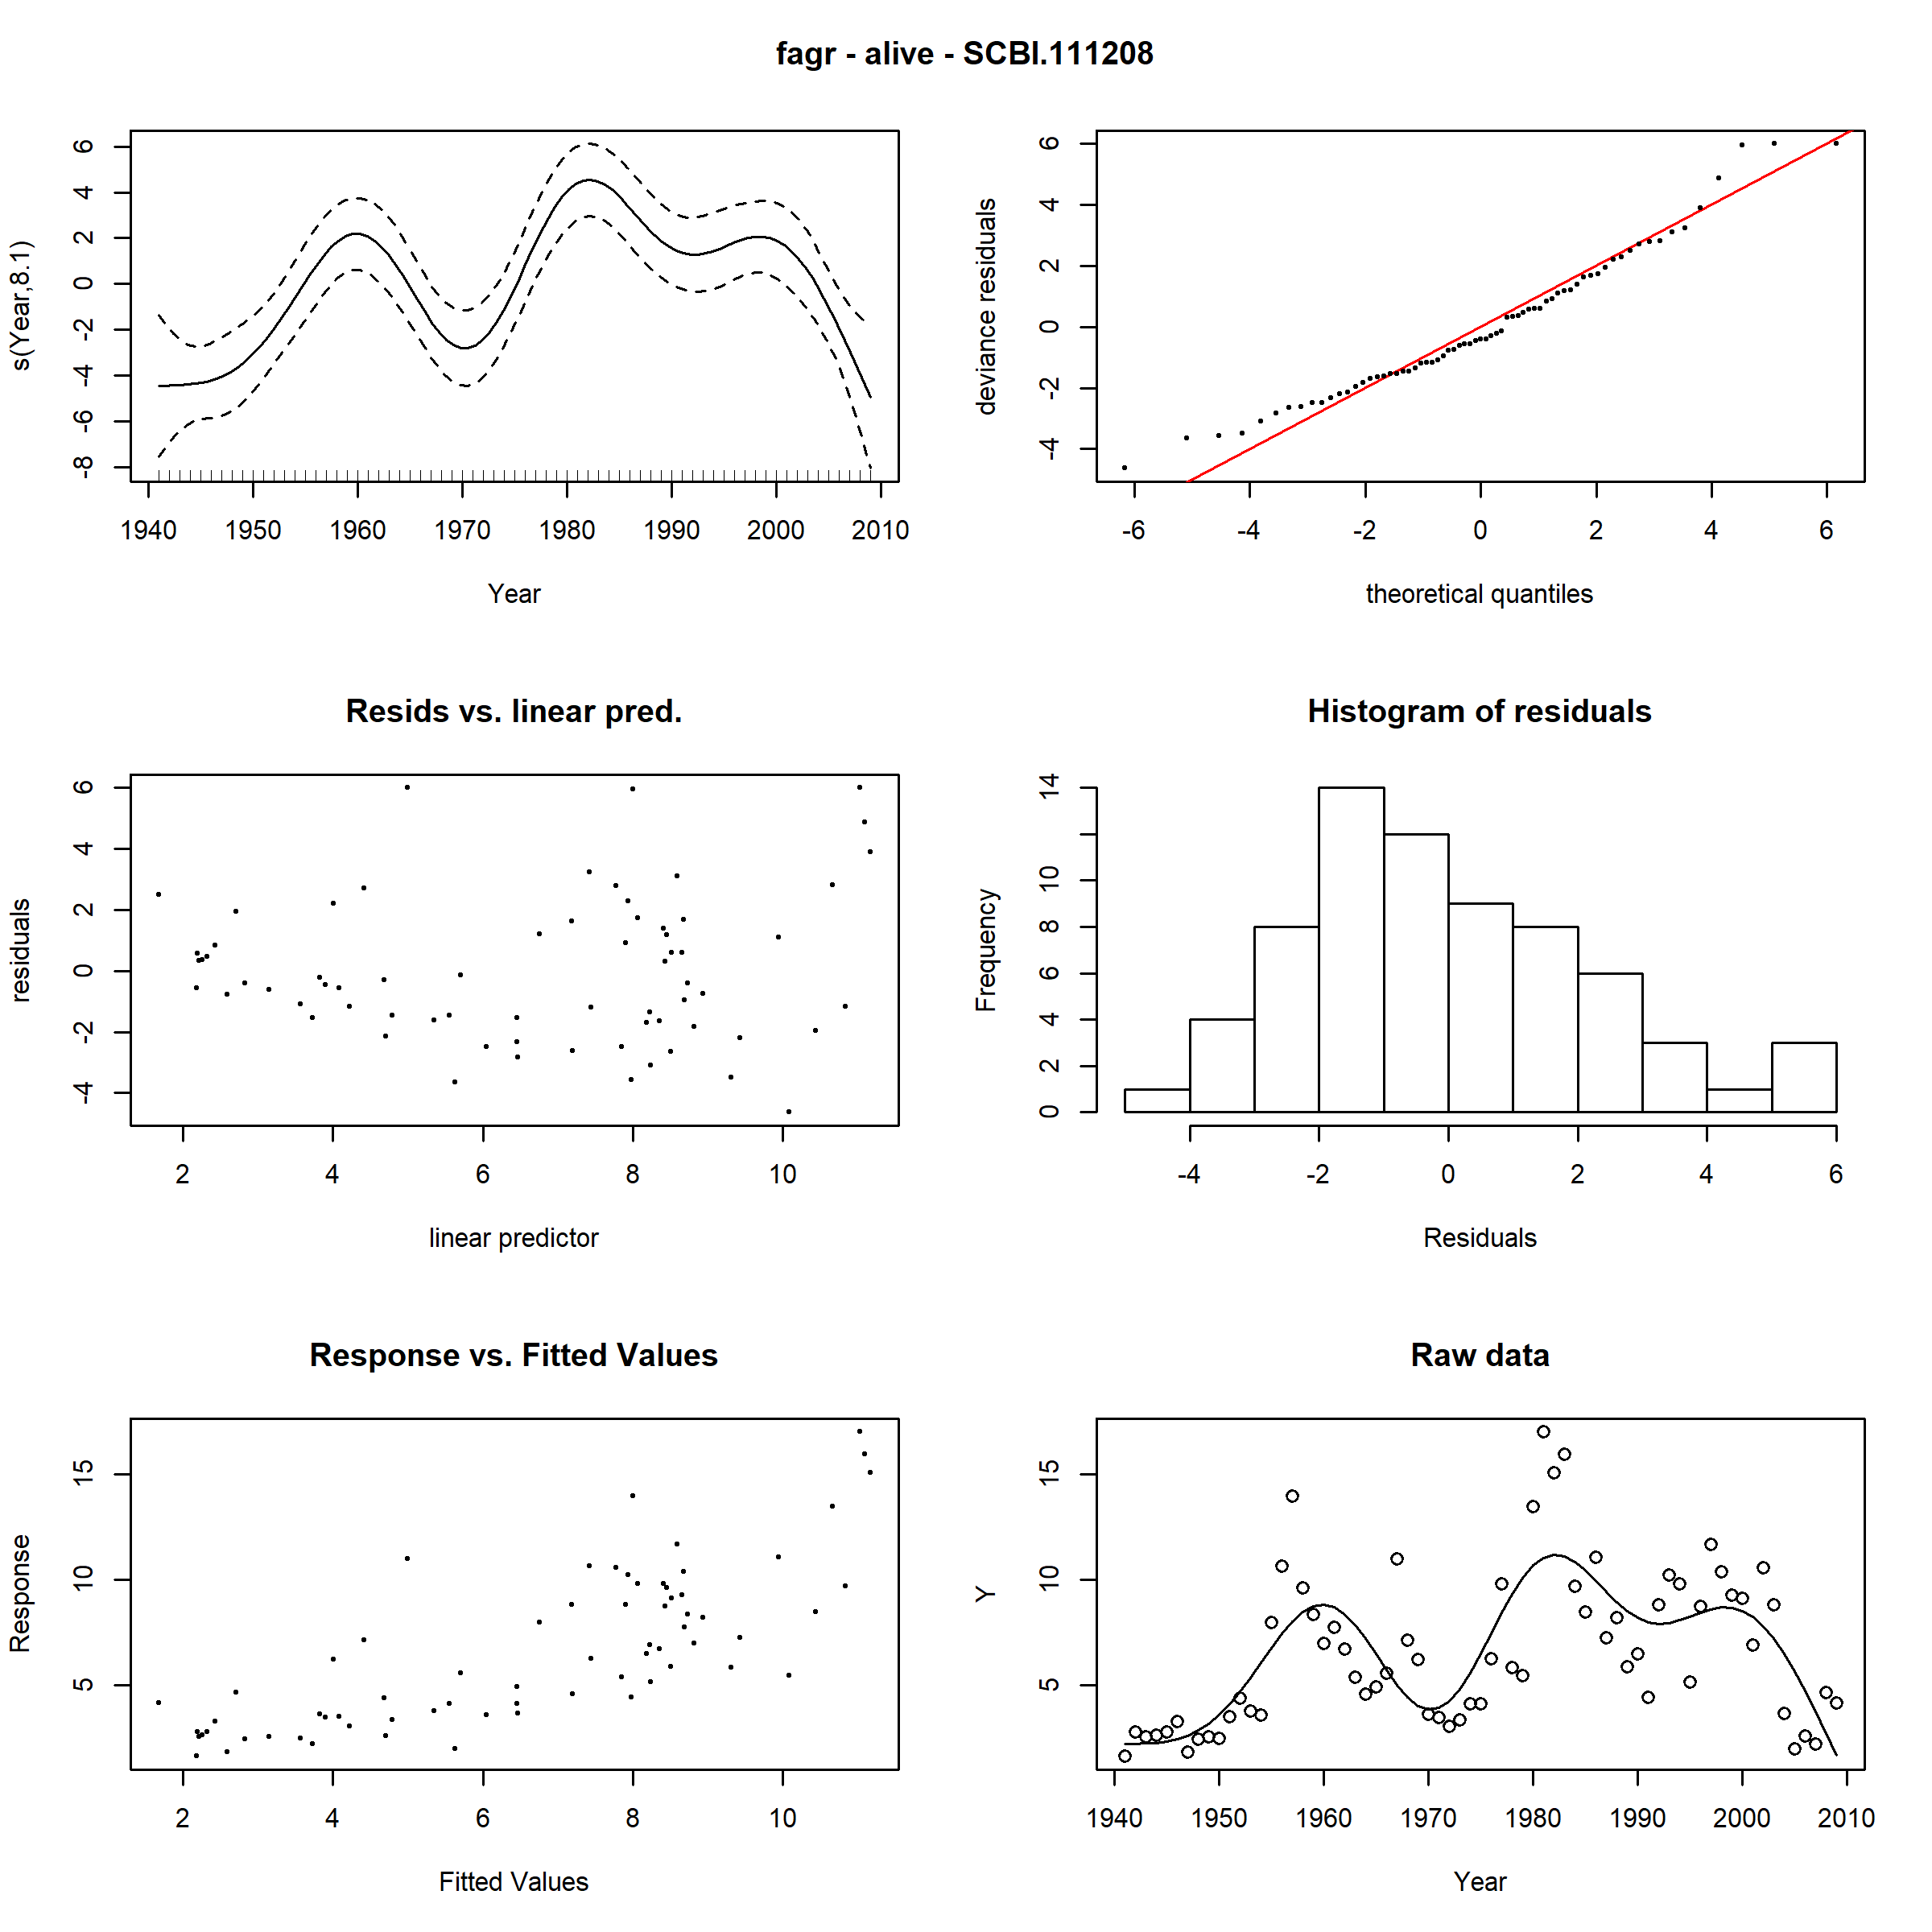 fagr - alive - SCBI.111208
s(Year,8.1)
6
4
2
0
-2
-4
-6
-8
1940 1950 1960 1970 1980 1990 2000 2010
Year
deviance residuals
6
4
2
0
-2
-4
-6 -4 -2 0 2 4 6
theoretical quantiles
Resids vs. linear pred.
residuals
6
4
2
0
-2
-4
2 4 6 8 10
linear predictor
Histogram of residuals
Frequency
14
10
8
6
4
2
0
-4 -2 0 2 4 6
Residuals
Response vs. Fitted Values
Response
15
10
5
2 4 6 8 10
Fitted Values
Raw data
Y
15
10
5
1940 1950 1960 1970 1980 1990 2000 2010
Year